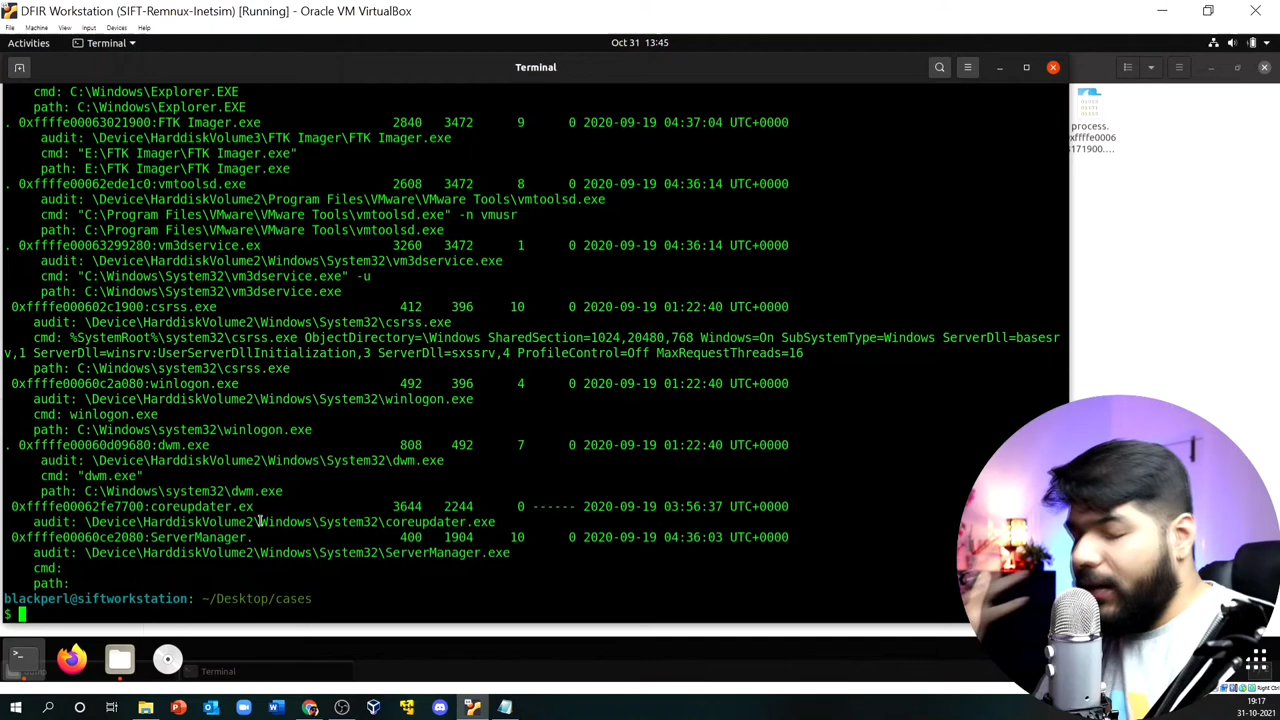 DFIR Workstation (SIFT-Remnux-Inetsim) [Running] - Oracle VM VirtualBox
File Machine View Input Devices Help
Activities Terminal Oct 31 13:45
Terminal
cmd: C:\Windows\Explorer.EXE
path: C:\Windows\Explorer.EXE
. 0xffffe00063021900:FTK Imager.exe 2840 3472 9 0 2020-09-19 04:37:04 UTC+0000
audit: \Device\HarddiskVolume3\FTK Imager\FTK Imager.exe
cmd: "E:\FTK Imager\FTK Imager.exe"
path: E:\FTK Imager\FTK Imager.exe
. 0xffffe00062ede1c0:vmtoolsd.exe 2608 3472 8 0 2020-09-19 04:36:14 UTC+0000
audit: \Device\HarddiskVolume2\Program Files\VMware\VMware Tools\vmtoolsd.exe
cmd: "C:\Program Files\VMware\VMware Tools\vmtoolsd.exe" -n vmusr
path: C:\Program Files\VMware\VMware Tools\vmtoolsd.exe
. 0xffffe00063299280:vm3dservice.ex 3260 3472 1 0 2020-09-19 04:36:14 UTC+0000
audit: \Device\HarddiskVolume2\Windows\System32\vm3dservice.exe
cmd: "C:\Windows\System32\vm3dservice.exe" -u
path: C:\Windows\System32\vm3dservice.exe
0xffffe000602c1900:csrss.exe 412 396 10 0 2020-09-19 01:22:40 UTC+0000
audit: \Device\HarddiskVolume2\Windows\System32\csrss.exe
cmd: %SystemRoot%\system32\csrss.exe ObjectDirectory=\Windows SharedSection=1024,20480,768 Windows=On SubSystemType=Windows ServerDll=basesr
v,1 ServerDll=winsrv:UserServerDllInitialization,3 ServerDll=sxssrv,4 ProfileControl=Off MaxRequestThreads=16
path: C:\Windows\system32\csrss.exe
0xffffe00060c2a080:winlogon.exe 492 396 4 0 2020-09-19 01:22:40 UTC+0000
audit: \Device\HarddiskVolume2\Windows\System32\winlogon.exe
cmd: winlogon.exe
path: C:\Windows\system32\winlogon.exe
. 0xffffe00060d09680:dwm.exe 808 492 7 0 2020-09-19 01:22:40 UTC+0000
audit: \Device\HarddiskVolume2\Windows\System32\dwm.exe
cmd: "dwm.exe"
path: C:\Windows\system32\dwm.exe
0xffffe00062fe7700:coreupdater.ex 3644 2244 0 ------ 2020-09-19 03:56:37 UTC+0000
audit: \Device\HarddiskVolume2\Windows\System32\coreupdater.exe
0xffffe00060ce2080:ServerManager. 400 1904 10 0 2020-09-19 04:36:03 UTC+0000
audit: \Device\HarddiskVolume2\Windows\System32\ServerManager.exe
cmd:
path:
blackperl@siftworkstation: ~/Desktop/cases
$
process.
0xffffe0006
3171900....
Terminal
Right Ctrl
19:17
31-10-2021